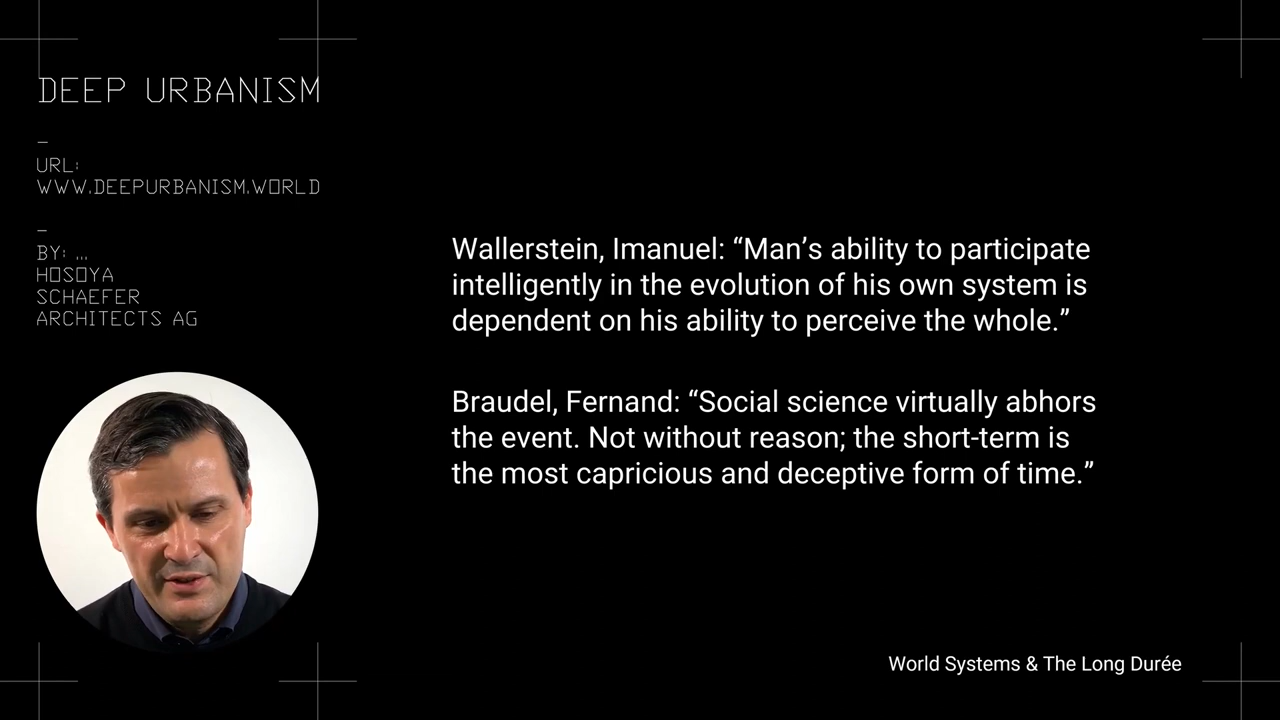 DEEP URBANISM
–
URL:
WWW.DEEPURBANISM.WORLD
–
BY: ...
HOSOYA
SCHAEFER
ARCHITECTS AG
Wallerstein, Imanuel: “Man’s ability to participate
intelligently in the evolution of his own system is
dependent on his ability to perceive the whole.”
Braudel, Fernand: “Social science virtually abhors
the event. Not without reason; the short-term is
the most capricious and deceptive form of time.”
World Systems & The Long Durée